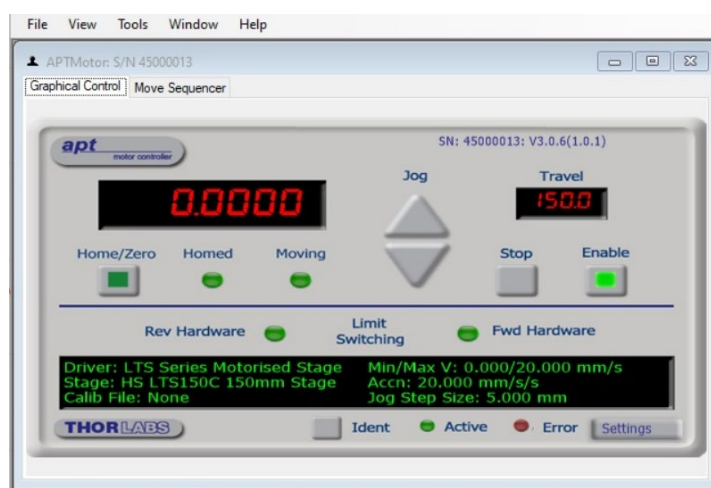 File View Tools Window Help
APTMotor: S/N 45000013
Graphical Control Move Sequencer
apt motor controller
SN: 45000013: V3.0.6(1.0.1)
Jog Travel
0.0000 150.0
Home/Zero Homed Moving Stop Enable
Rev Hardware Limit Switching Fwd Hardware
Driver: LTS Series Motorised Stage Min/Max V: 0.000/20.000 mm/s
Stage: HS LTS150C 150mm Stage Accn: 20.000 mm/s/s
Calib File: None Jog Step Size: 5.000 mm
THORLABS Ident Active Error Settings